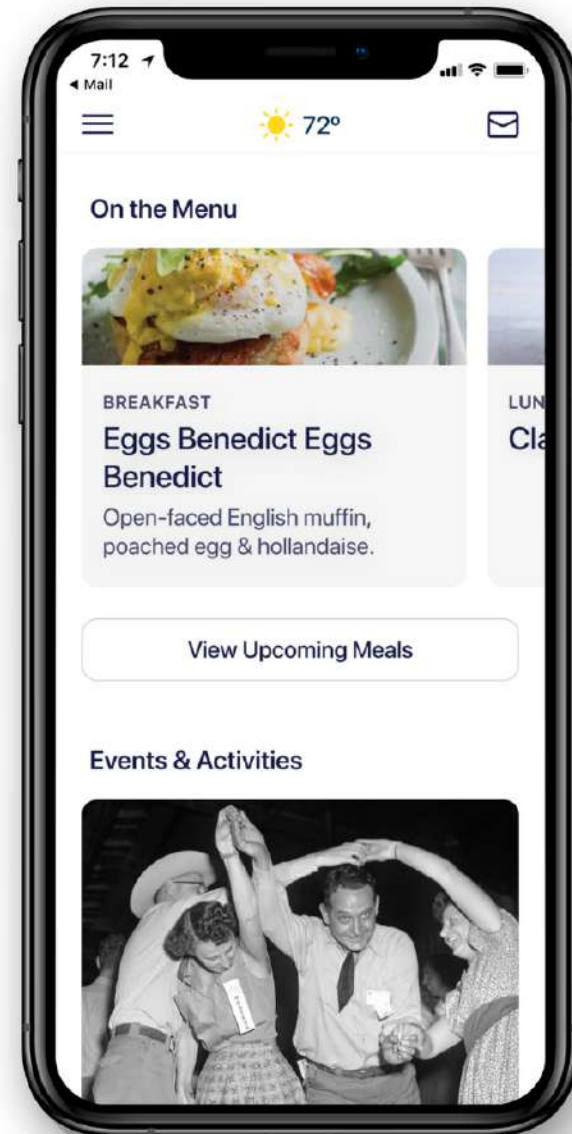 7:12
Mail
72°
On the Menu
BREAKFAST
Eggs Benedict Eggs
Benedict
Open-faced English muffin,
poached egg & hollandaise.
LUN
Cla
View Upcoming Meals
Events & Activities